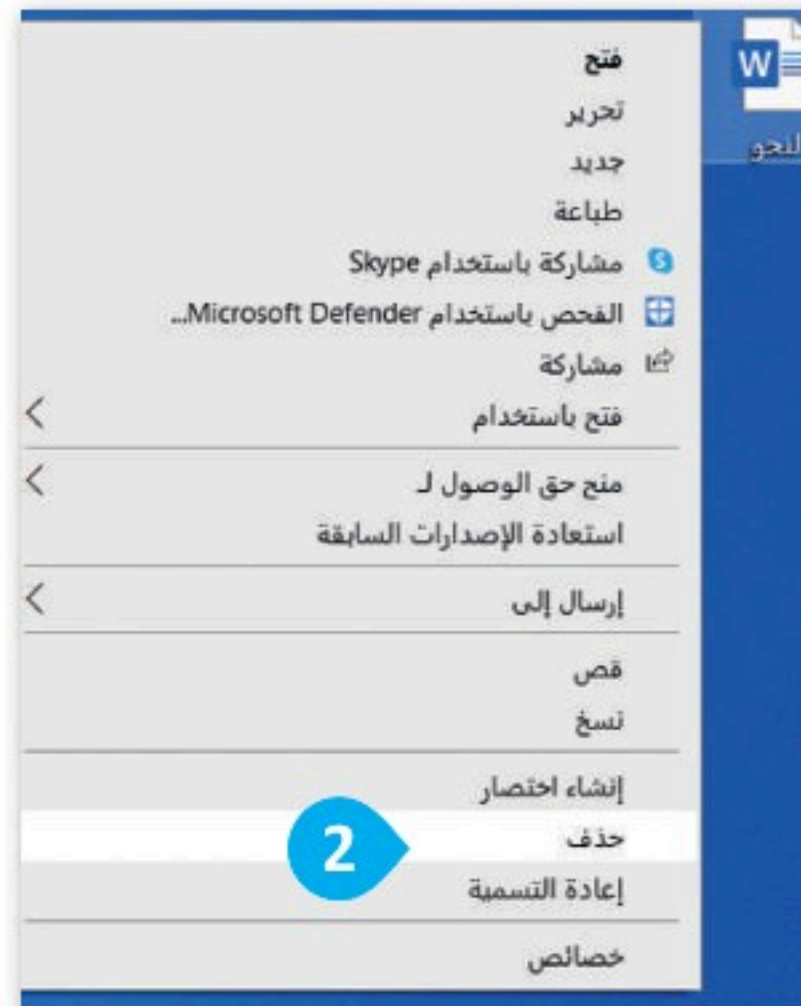 W
لنحو
فتح
تحرير
جديد
طباعة
مشاركة باستخدام Skype
الفحص باستخدام Microsoft Defender...
مشاركة
فتح باستخدام
منح حق الوصول لـ
استعادة الإصدارات السابقة
إرسال إلى
قص
نسخ
إنشاء اختصار
حذف
2
إعادة التسمية
خصائص